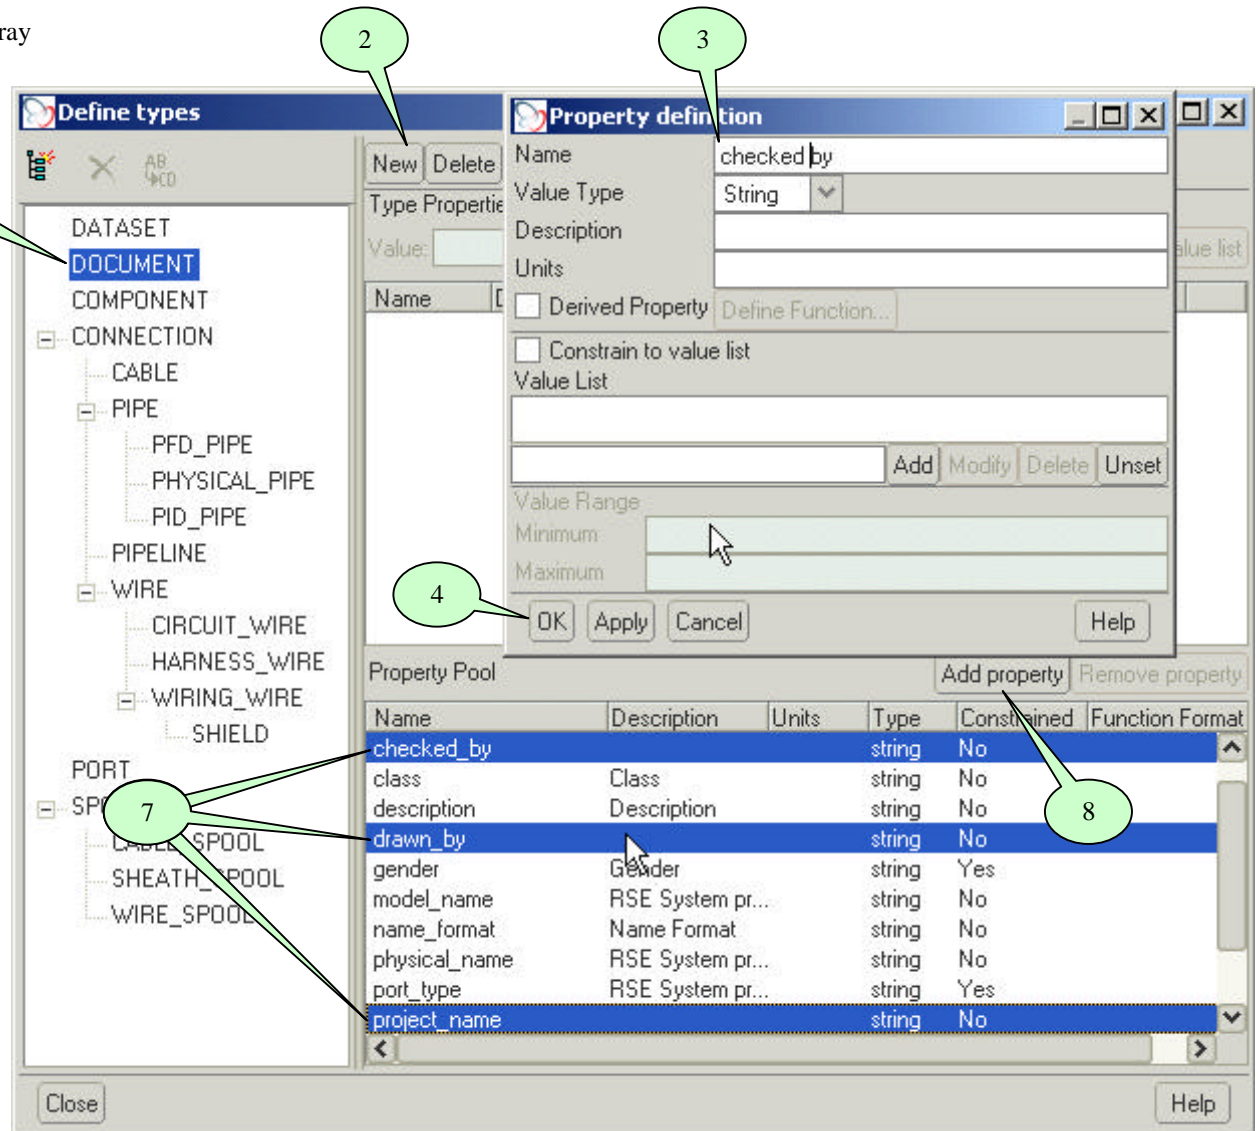 ray
2
3
Define types
Property definition
AB
CD
New Delete
Name checked by
Value Type String
Type Propertie
Description
Value:
alue list
Units
Name D
Derived Property Define Function...
Constrain to value list
Value List
Add Modify Delete Unset
Value Range
Minimum
Maximum
4
OK Apply Cancel Help
DATASET
DOCUMENT
COMPONENT
CONNECTION
CABLE
PIPE
PFD_PIPE
PHYSICAL_PIPE
PID_PIPE
PIPELINE
WIRE
CIRCUIT_WIRE
HARNESS_WIRE
WIRING_WIRE
SHIELD
PORT
SPO
7
CABLE_SPOOL
SHEATH_SPOOL
WIRE_SPOOL
Property Pool Add property Remove property
Name Description Units Type Constrained Function Format
checked_by string No
class Class string No
description Description string No
8
drawn_by string No
gender Gender string Yes
model_name RSE System pr... string No
name_format Name Format string No
physical_name RSE System pr... string No
port_type RSE System pr... string Yes
project_name string No
Close Help